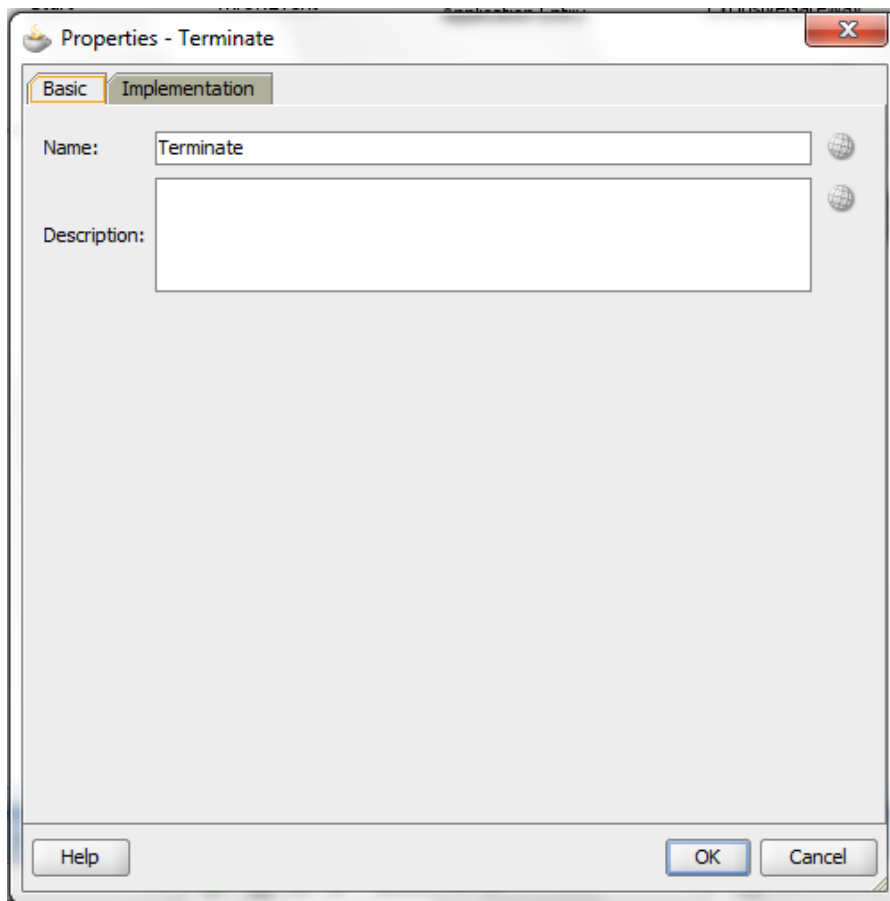 Properties - Terminate
Basic Implementation
Name: Terminate
Description:
Help OK Cancel